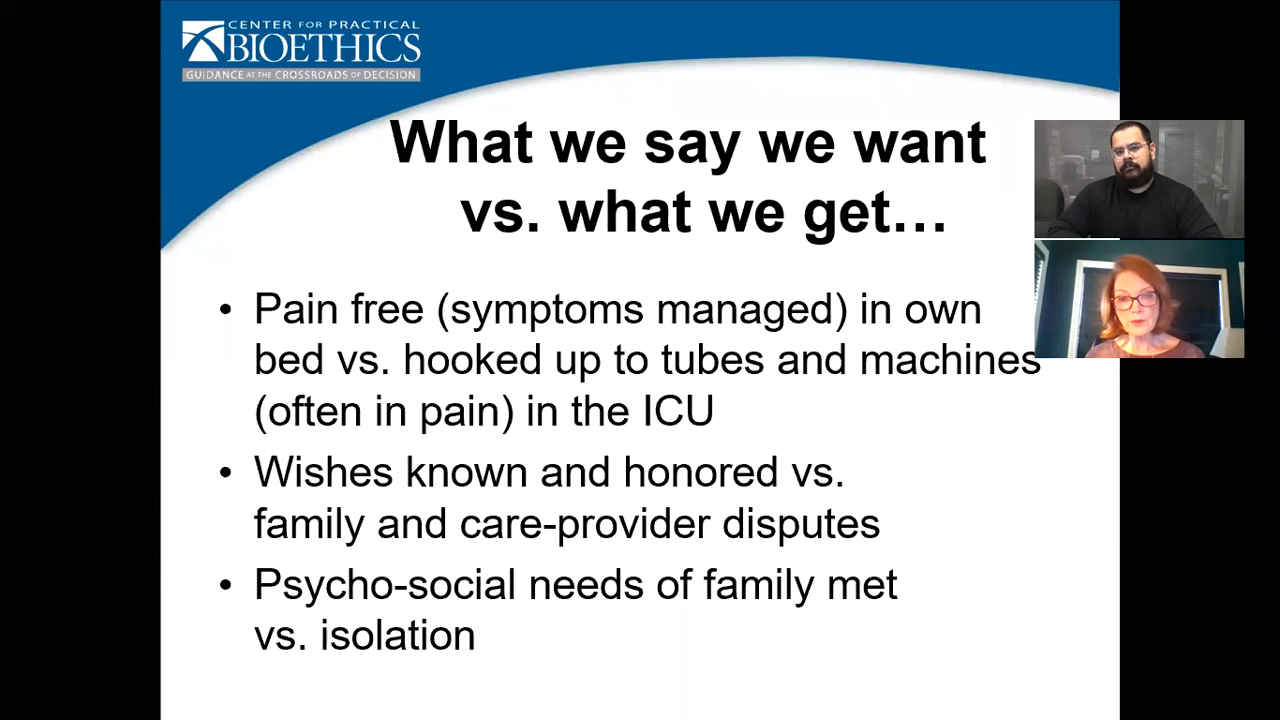 CENTER FOR PRACTICAL
BIOETHICS
GUIDANCE AT THE CROSSROADS OF DECISION
What we say we want
vs. what we get…
• Pain free (symptoms managed) in own
bed vs. hooked up to tubes and machines
(often in pain) in the ICU
• Wishes known and honored vs.
family and care-provider disputes
• Psycho-social needs of family met
vs. isolation